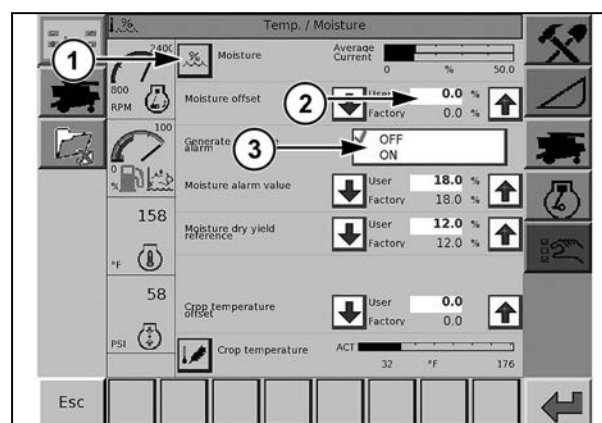 % Temp. / Moisture
1
2400
800
RPM
% Moisture
Average
Current
0 % 50.0
Moisture offset
2
User 0.0 %
Factory 0.0 %
100
0
%
Generate
alarm
3
OFF
ON
Moisture alarm value
User 18.0 %
Factory 18.0 %
158
°F
Moisture dry yield
reference
User 12.0 %
Factory 12.0 %
58
PSI
Crop temperature
offset
User 0.0
Factory 0.0
Crop temperature
ACT
32 °F 176
Esc